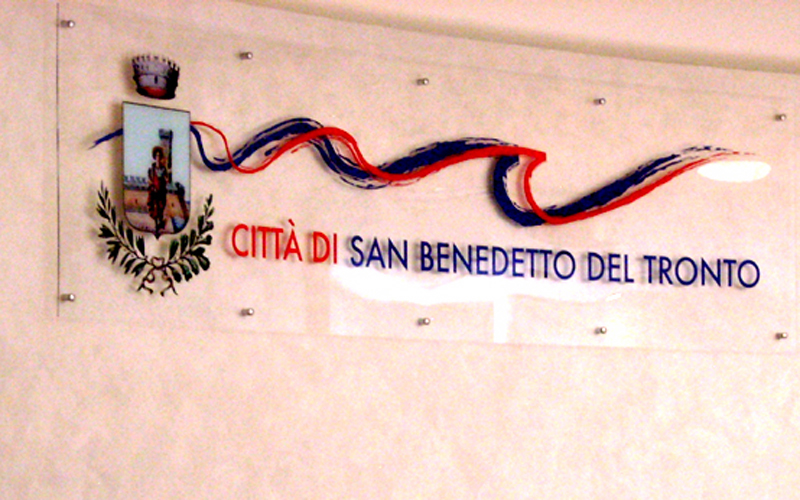 CITTÀ DI SAN BENEDETTO DEL TRONTO